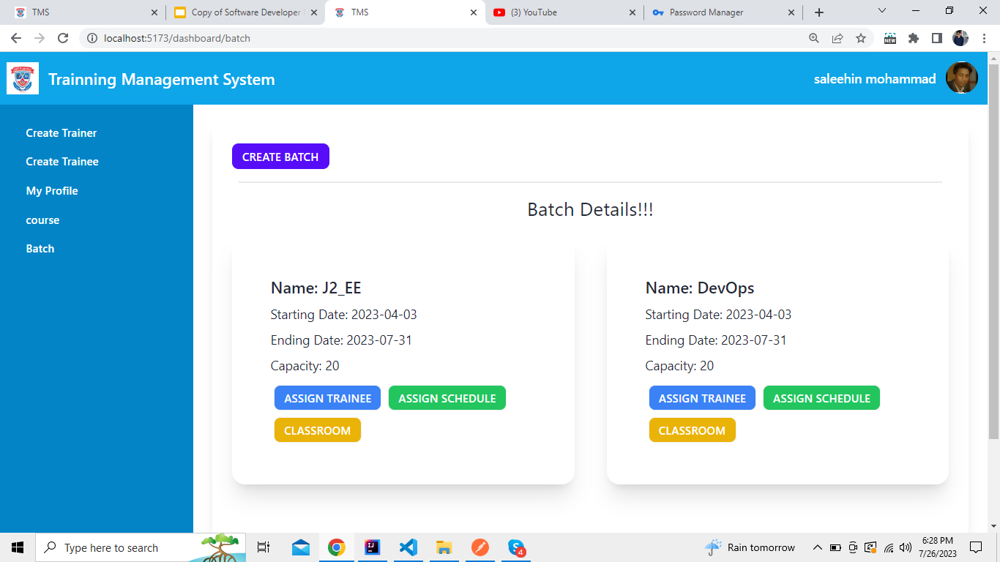 TMS
Copy of Software Developer
TMS
(3) YouTube
Password Manager
localhost:5173/dashboard/batch
NEW
Trainning Management System
saleehin mohammad
Create Trainer
Create Trainee
My Profile
course
Batch
CREATE BATCH
Batch Details!!!
Name: J2_EE
Starting Date: 2023-04-03
Ending Date: 2023-07-31
Capacity: 20
ASSIGN TRAINEE
ASSIGN SCHEDULE
CLASSROOM
Name: DevOps
Starting Date: 2023-04-03
Ending Date: 2023-07-31
Capacity: 20
ASSIGN TRAINEE
ASSIGN SCHEDULE
CLASSROOM
Type here to search
IJ
S
4
Rain tomorrow
6:28 PM
7/26/2023